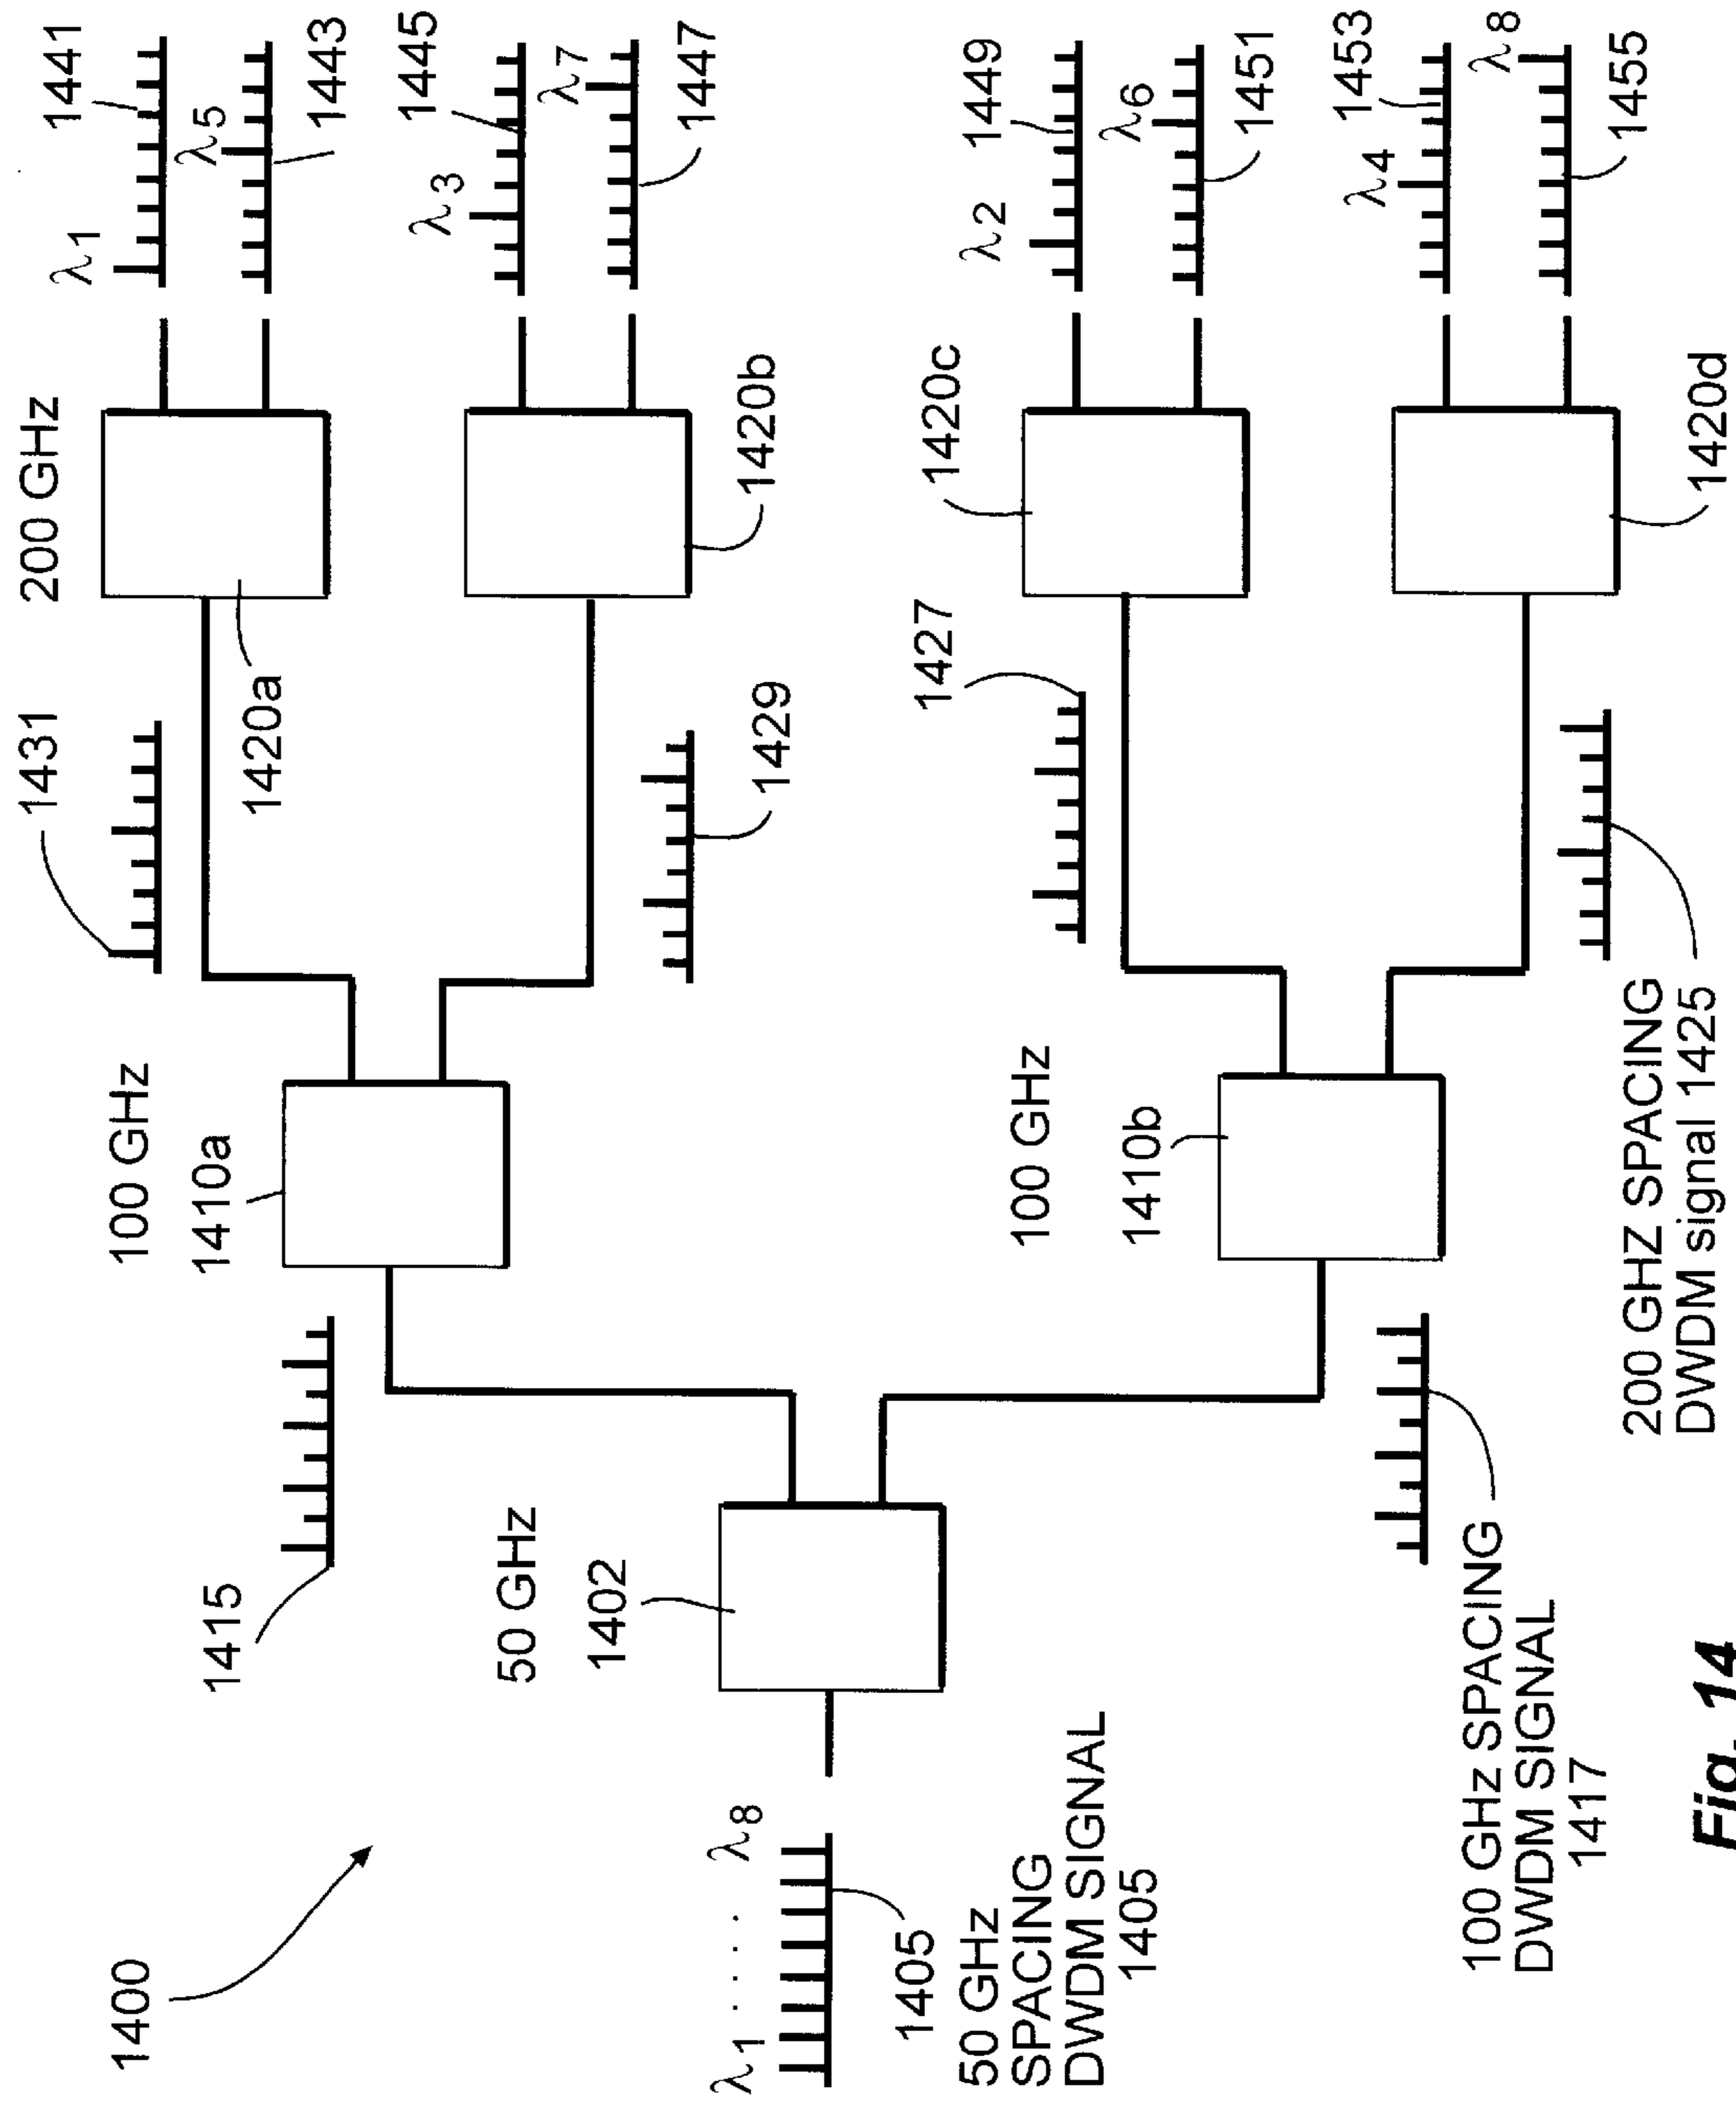 1400
λ1 . . . . λ8
1405
50 GHz
SPACING
DWDM SIGNAL
1405
50 GHz
1402
1415
100 GHz SPACING
DWDM SIGNAL
1417
100 GHz
1410a
100 GHz
1410b
1431
1429
1427
200 GHZ SPACING
DWDM signal 1425
200 GHz
1420a
1420b
1420c
1420d
λ1
1441
λ5
1443
λ3
1445
λ7
1447
λ2
1449
λ6
1451
λ4
1453
λ8
1455
Fig. 14